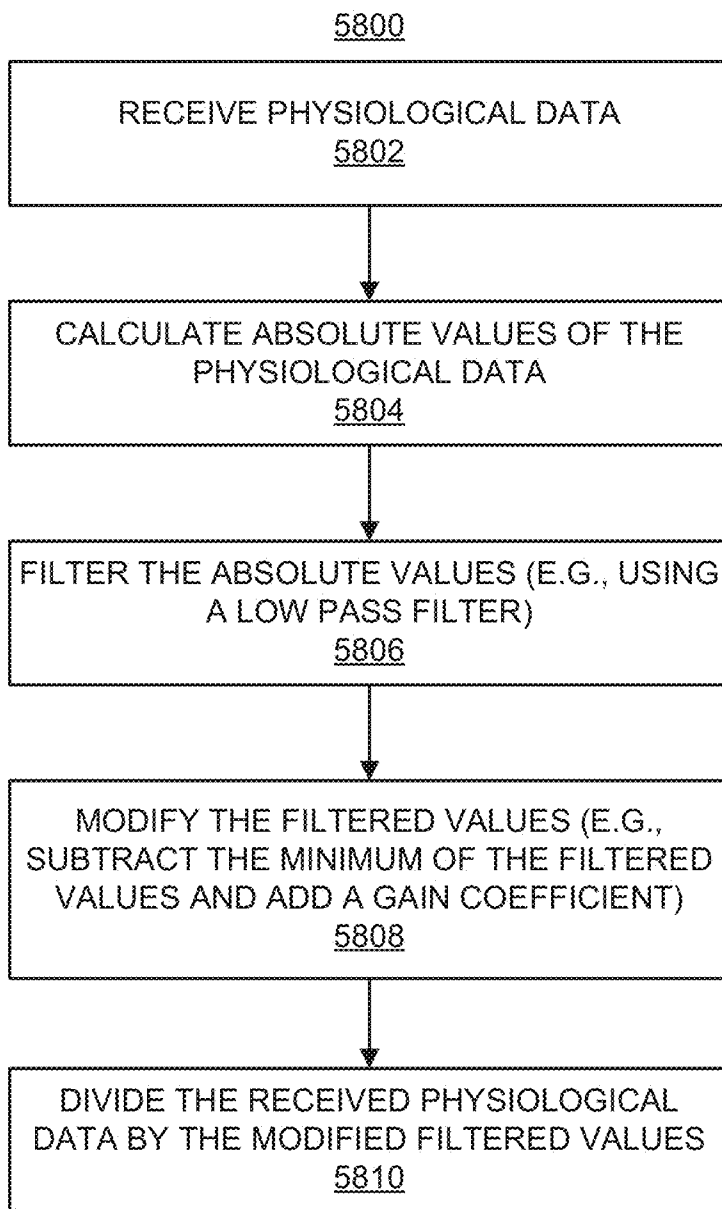 5800
RECEIVE PHYSIOLOGICAL DATA
5802
CALCULATE ABSOLUTE VALUES OF THE
PHYSIOLOGICAL DATA
5804
FILTER THE ABSOLUTE VALUES (E.G., USING
A LOW PASS FILTER)
5806
MODIFY THE FILTERED VALUES (E.G.,
SUBTRACT THE MINIMUM OF THE FILTERED
VALUES AND ADD A GAIN COEFFICIENT)
5808
DIVIDE THE RECEIVED PHYSIOLOGICAL
DATA BY THE MODIFIED FILTERED VALUES
5810